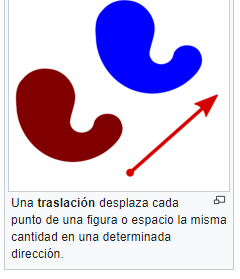 Una traslación desplaza cada
punto de una figura o espacio la misma
cantidad en una determinada
dirección.